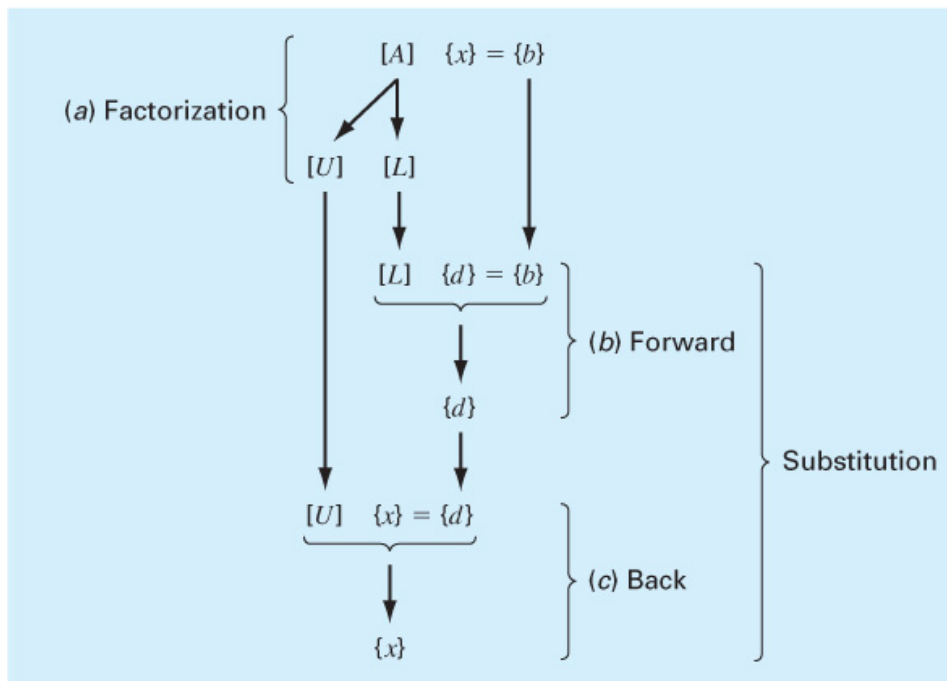 [A] {x} = {b}
(a) Factorization
[U] [L]
[L] {d} = {b}
(b) Forward
{d}
Substitution
[U] {x} = {d}
(c) Back
{x}